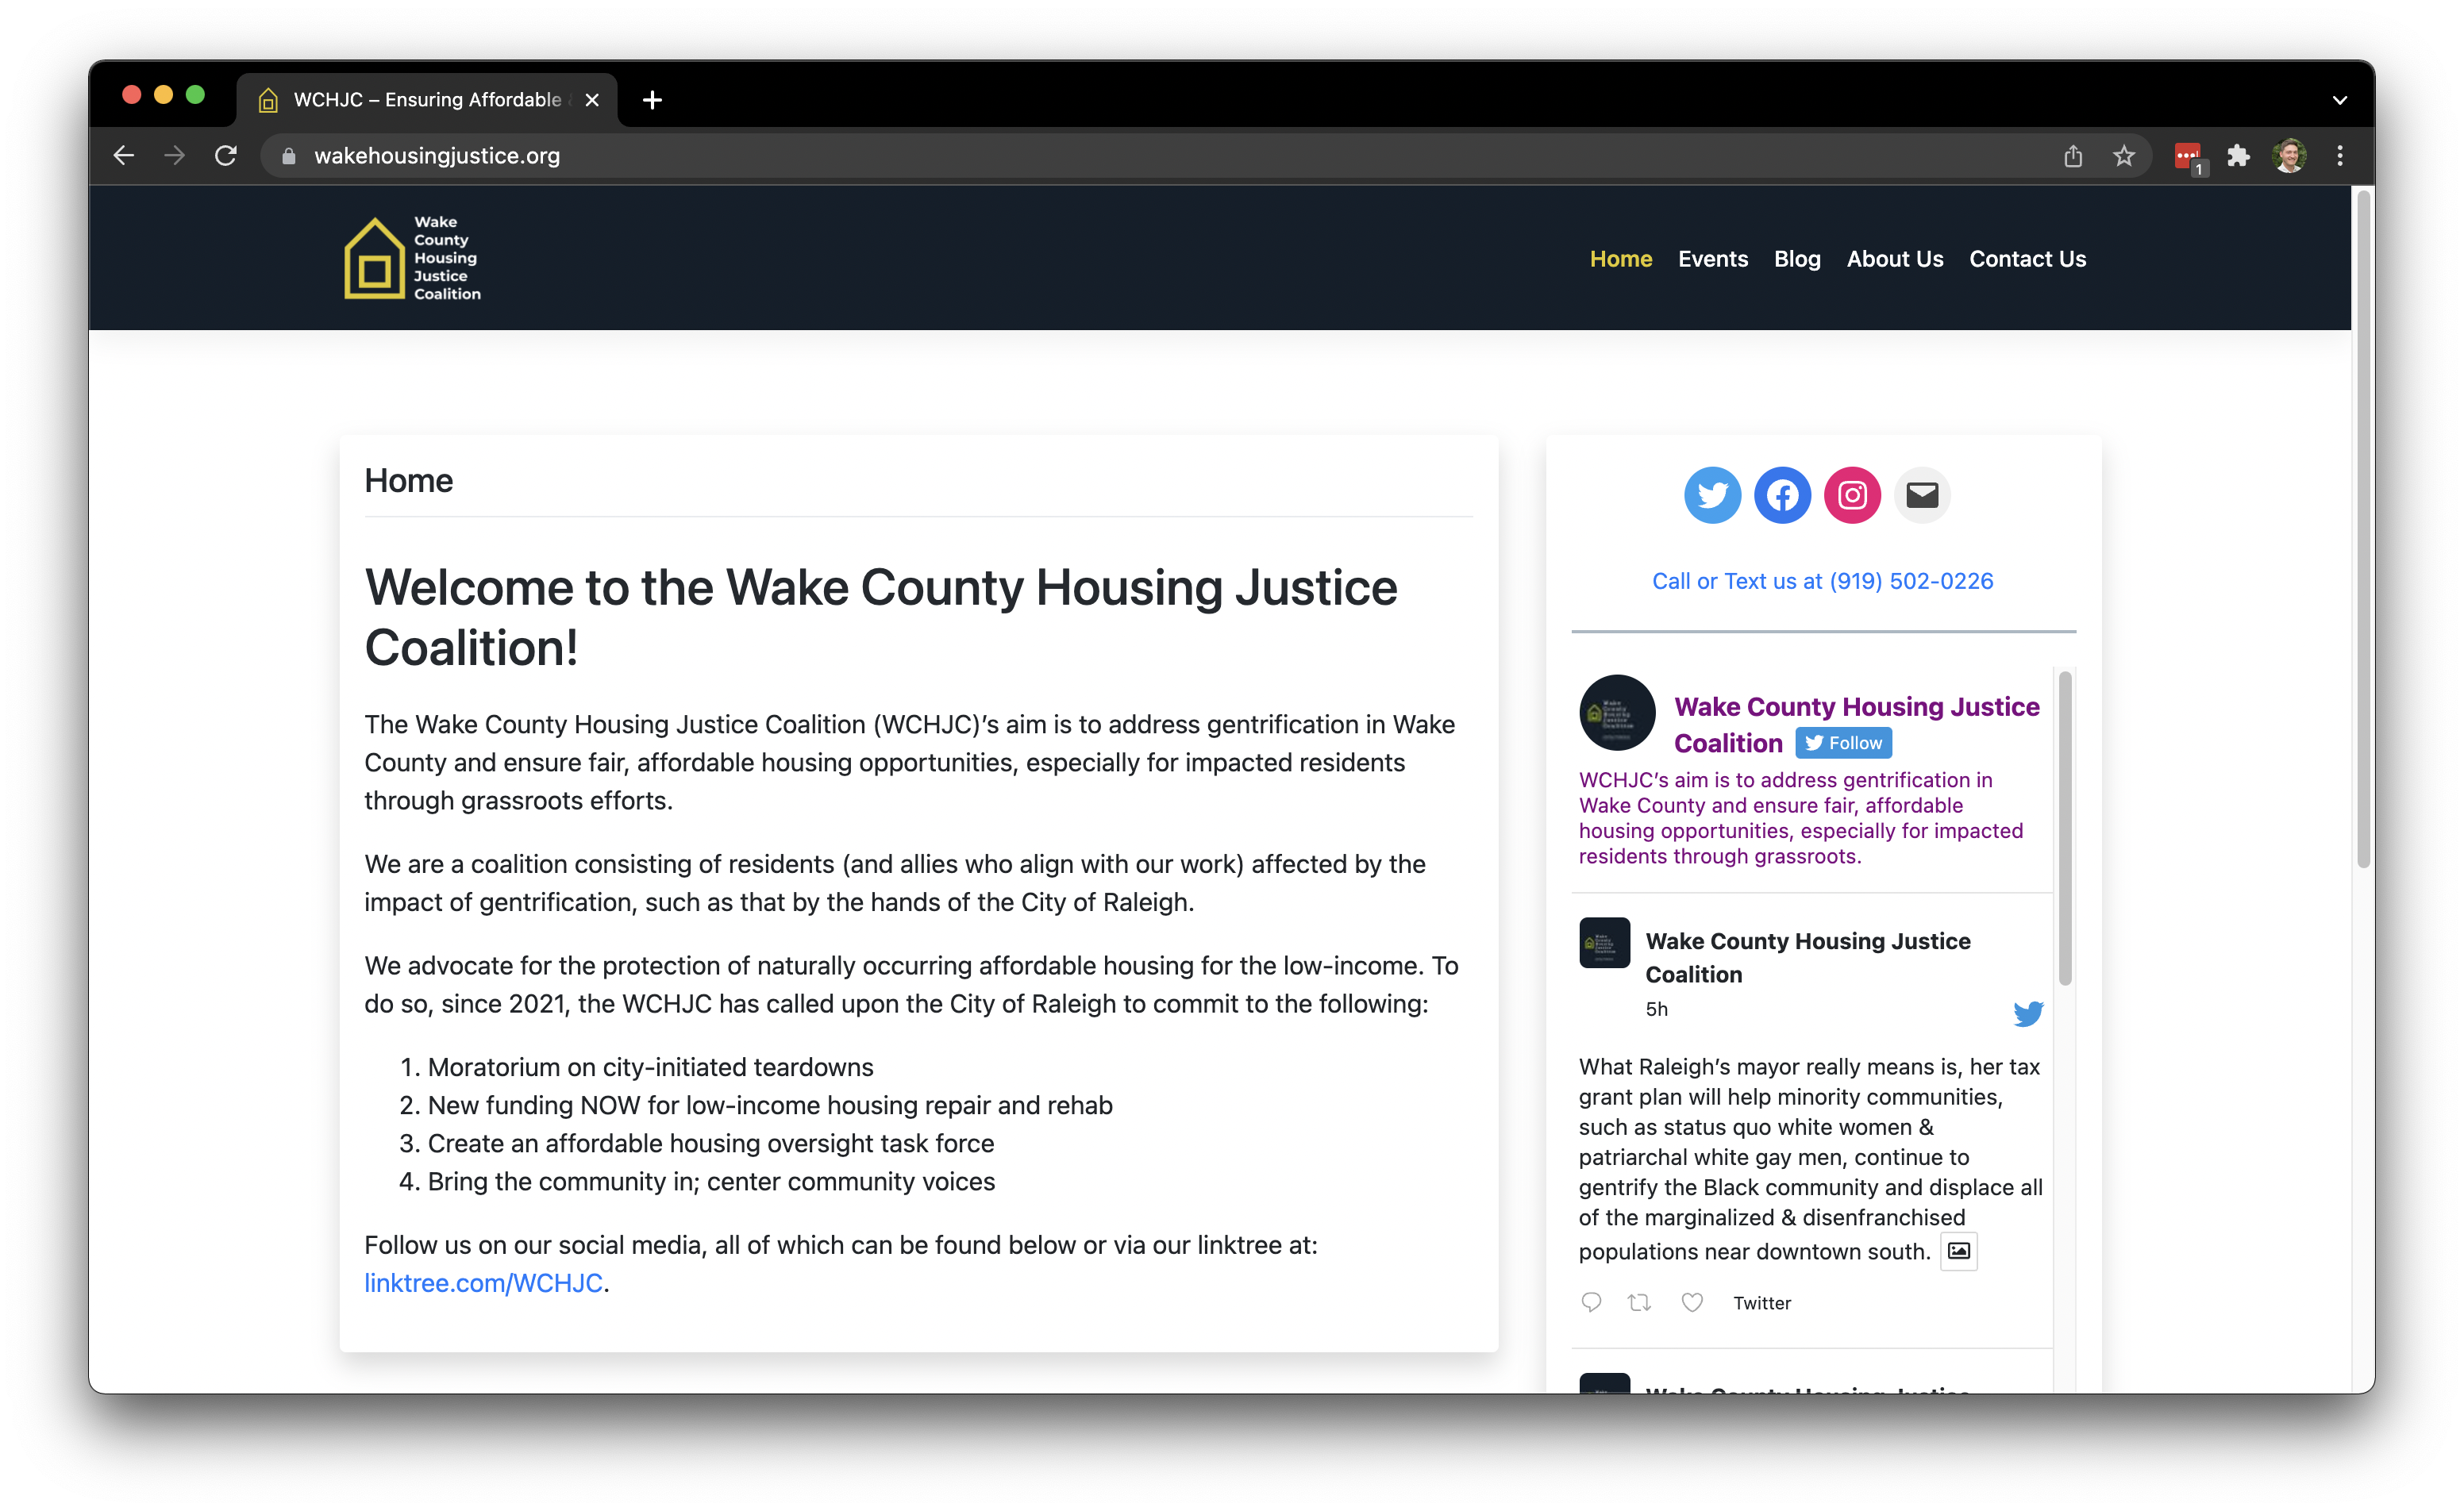 WCHJC – Ensuring Affordable
wakehousingjustice.org
1
Wake
County
Housing
Justice
Coalition
Home Events Blog About Us Contact Us
Home
Welcome to the Wake County Housing Justice
Coalition!
The Wake County Housing Justice Coalition (WCHJC)’s aim is to address gentrification in Wake
County and ensure fair, affordable housing opportunities, especially for impacted residents
through grassroots efforts.
We are a coalition consisting of residents (and allies who align with our work) affected by the
impact of gentrification, such as that by the hands of the City of Raleigh.
We advocate for the protection of naturally occurring affordable housing for the low-income. To
do so, since 2021, the WCHJC has called upon the City of Raleigh to commit to the following:
1. Moratorium on city-initiated teardowns
2. New funding NOW for low-income housing repair and rehab
3. Create an affordable housing oversight task force
4. Bring the community in; center community voices
Follow us on our social media, all of which can be found below or via our linktree at:
linktree.com/WCHJC.
Call or Text us at (919) 502-0226
Wake
County
Housing
Justice
Coalition
Wake County Housing Justice
Coalition Follow
WCHJC’s aim is to address gentrification in
Wake County and ensure fair, affordable
housing opportunities, especially for impacted
residents through grassroots.
Wake County Housing Justice
Coalition
5h
What Raleigh’s mayor really means is, her tax
grant plan will help minority communities,
such as status quo white women &
patriarchal white gay men, continue to
gentrify the Black community and displace all
of the marginalized & disenfranchised
populations near downtown south.
Twitter
Wake County Housing Justice